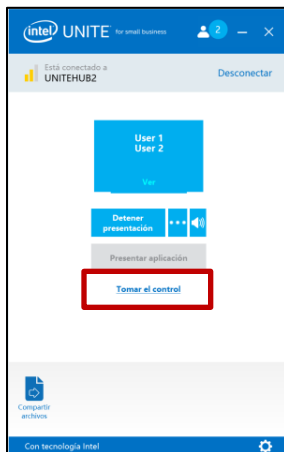 intel UNITE for small business 2
Está conectado a
UNITEHUB2
Desconectar
User 1
User 2
Ver
Detener
presentación
Presentar aplicación
Tomar el control
Compartir
archivos
Con tecnología Intel